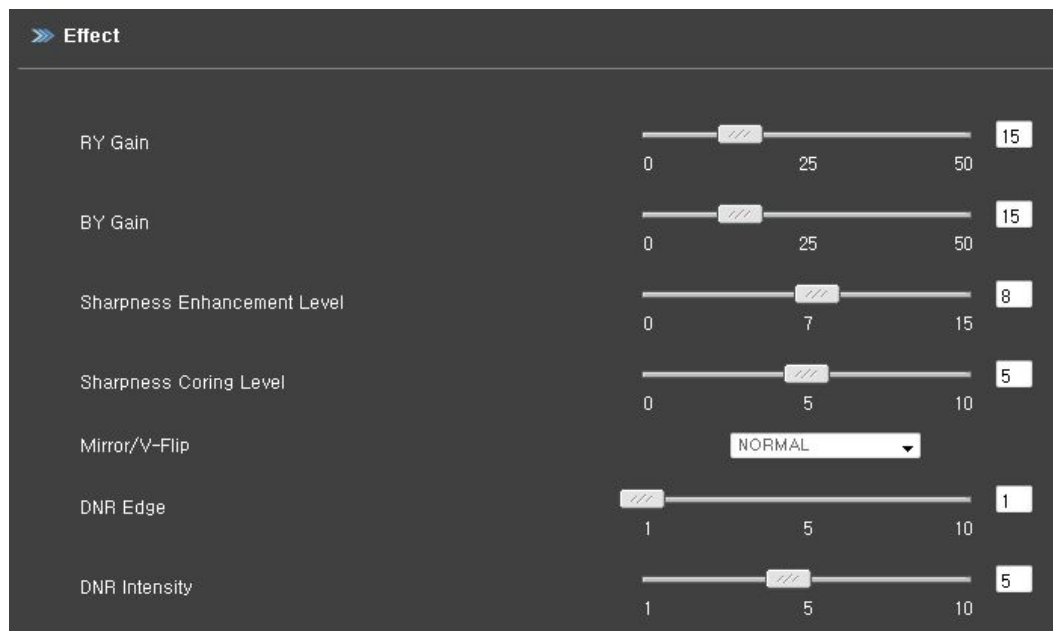 Effect
RY Gain
15
0 25 50
BY Gain
15
0 25 50
Sharpness Enhancement Level
8
0 7 15
Sharpness Coring Level
5
0 5 10
Mirror/V-Flip NORMAL
DNR Edge
1
1 5 10
DNR Intensity
5
1 5 10